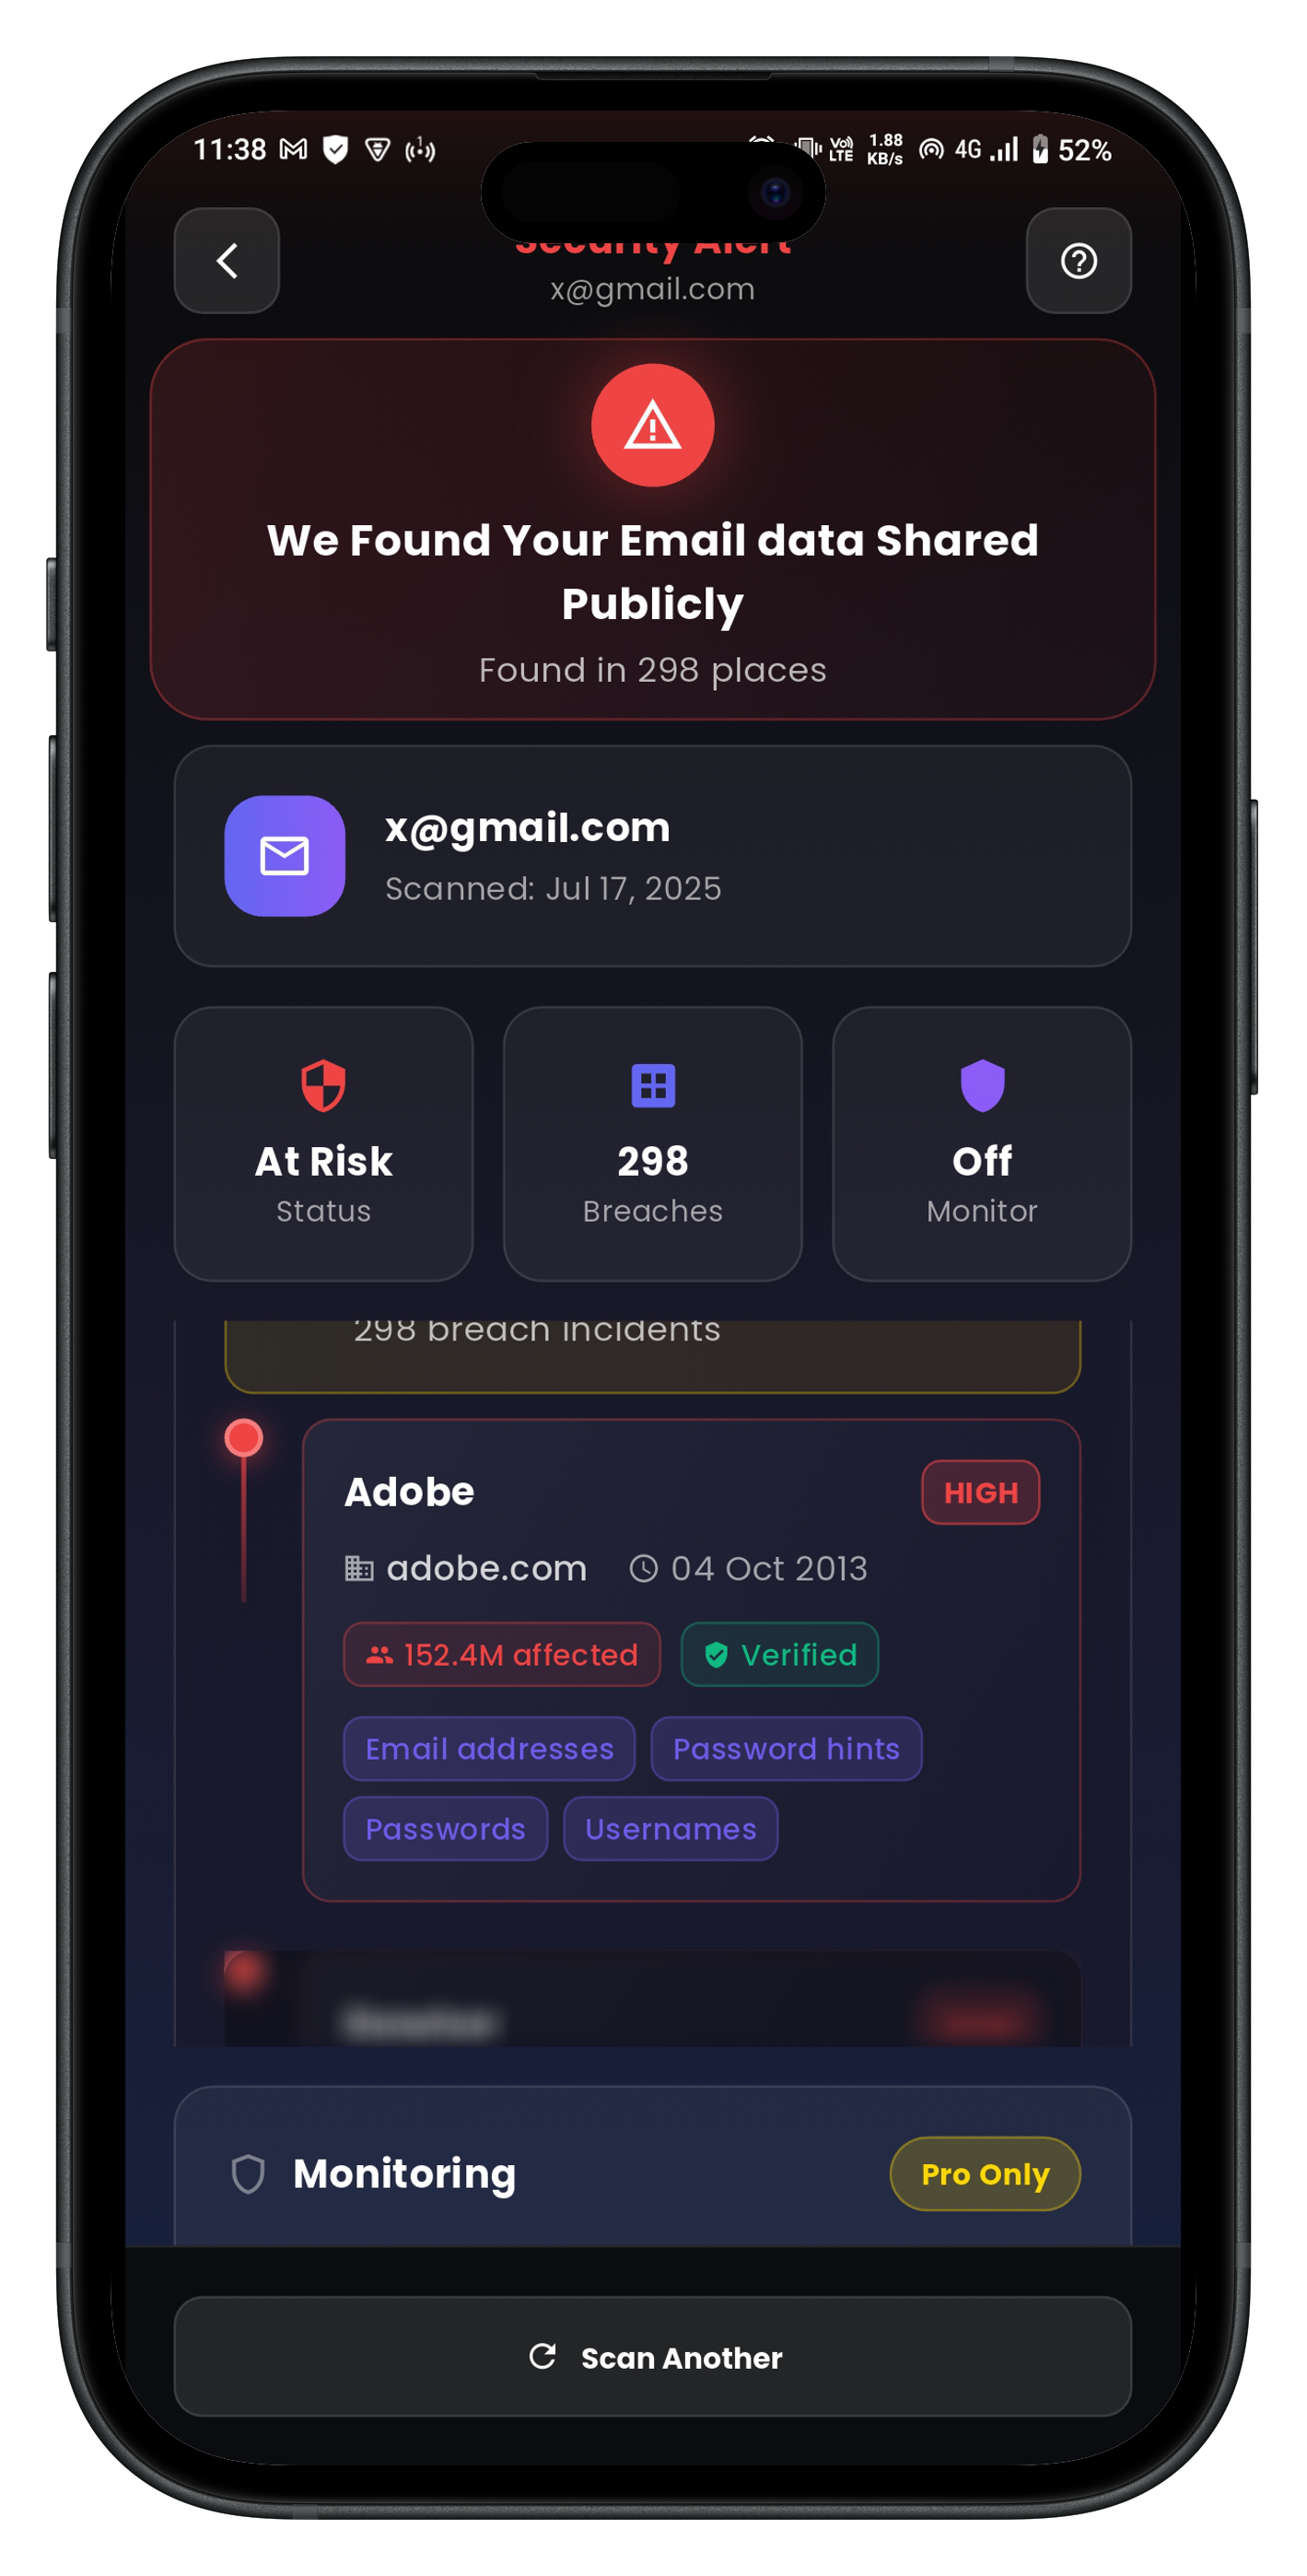 11:38 VoD LTE 1.88 KB/s 4G 52%
Security Alert
x@gmail.com
We Found Your Email data Shared
Publicly
Found in 298 places
x@gmail.com
Scanned: Jul 17, 2025
At Risk 298 Off
Status Breaches Monitor
298 breach incidents
Adobe HIGH
adobe.com 04 Oct 2013
152.4M affected Verified
Email addresses Password hints
Passwords Usernames
Monitoring Pro Only
Scan Another